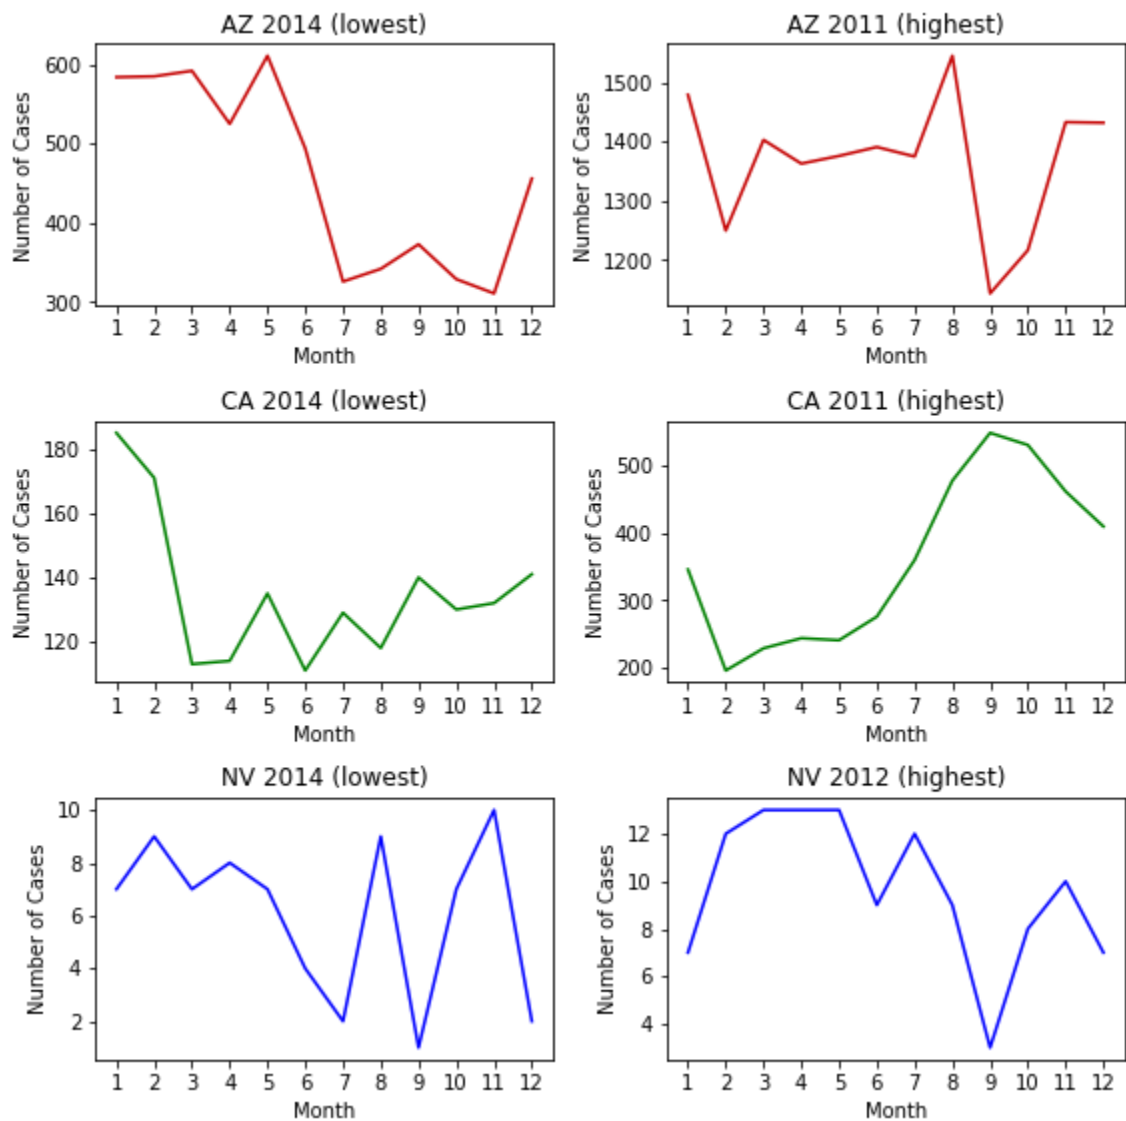 AZ 2014 (lowest)
Number of Cases
600
500
400
300
1 2 3 4 5 6 7 8 9 10 11 12
Month
AZ 2011 (highest)
Number of Cases
1500
1400
1300
1200
1 2 3 4 5 6 7 8 9 10 11 12
Month
CA 2014 (lowest)
Number of Cases
180
160
140
120
1 2 3 4 5 6 7 8 9 10 11 12
Month
CA 2011 (highest)
Number of Cases
500
400
300
200
1 2 3 4 5 6 7 8 9 10 11 12
Month
NV 2014 (lowest)
Number of Cases
10
8
6
4
2
1 2 3 4 5 6 7 8 9 10 11 12
Month
NV 2012 (highest)
Number of Cases
12
10
8
6
4
1 2 3 4 5 6 7 8 9 10 11 12
Month